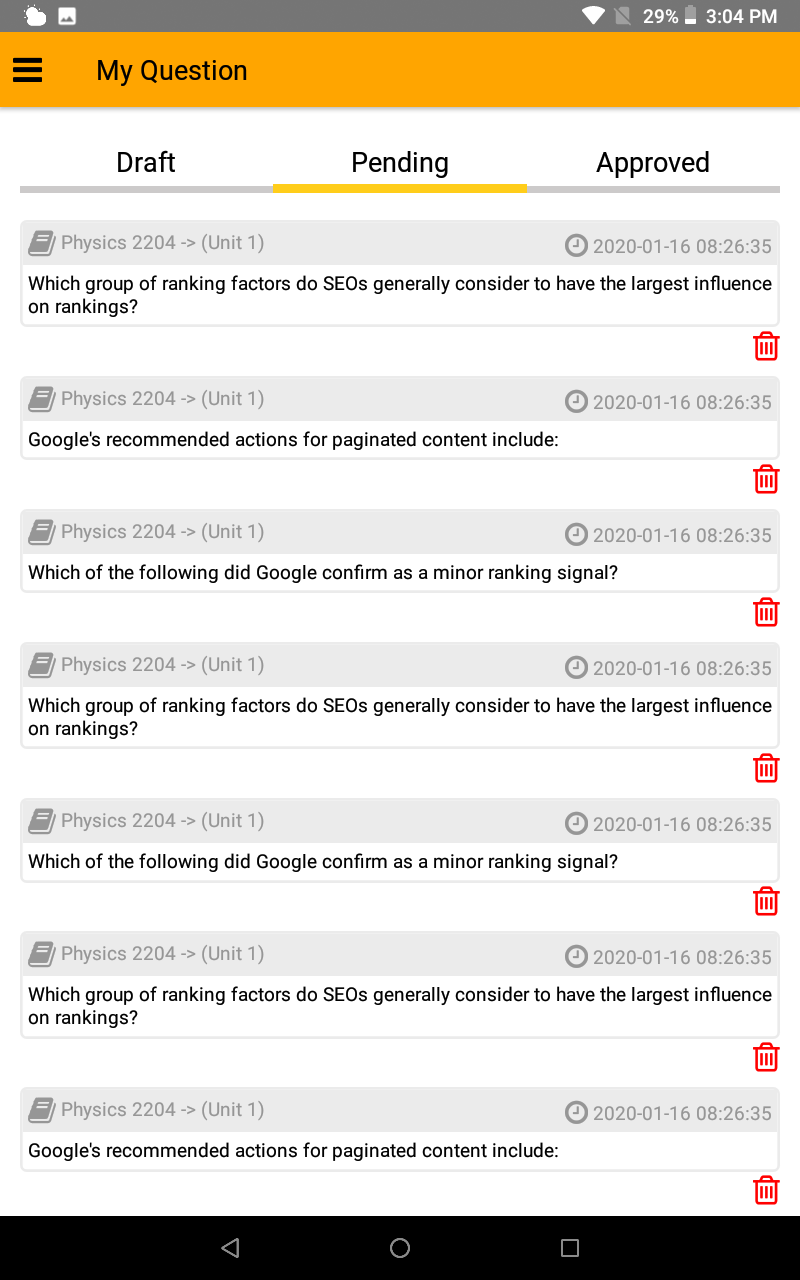 29% 3:04 PM
My Question
Draft Pending Approved
Physics 2204 -> (Unit 1) 2020-01-16 08:26:35
Which group of ranking factors do SEOs generally consider to have the largest influence
on rankings?
Physics 2204 -> (Unit 1) 2020-01-16 08:26:35
Google's recommended actions for paginated content include:
Physics 2204 -> (Unit 1) 2020-01-16 08:26:35
Which of the following did Google confirm as a minor ranking signal?
Physics 2204 -> (Unit 1) 2020-01-16 08:26:35
Which group of ranking factors do SEOs generally consider to have the largest influence
on rankings?
Physics 2204 -> (Unit 1) 2020-01-16 08:26:35
Which of the following did Google confirm as a minor ranking signal?
Physics 2204 -> (Unit 1) 2020-01-16 08:26:35
Which group of ranking factors do SEOs generally consider to have the largest influence
on rankings?
Physics 2204 -> (Unit 1) 2020-01-16 08:26:35
Google's recommended actions for paginated content include: